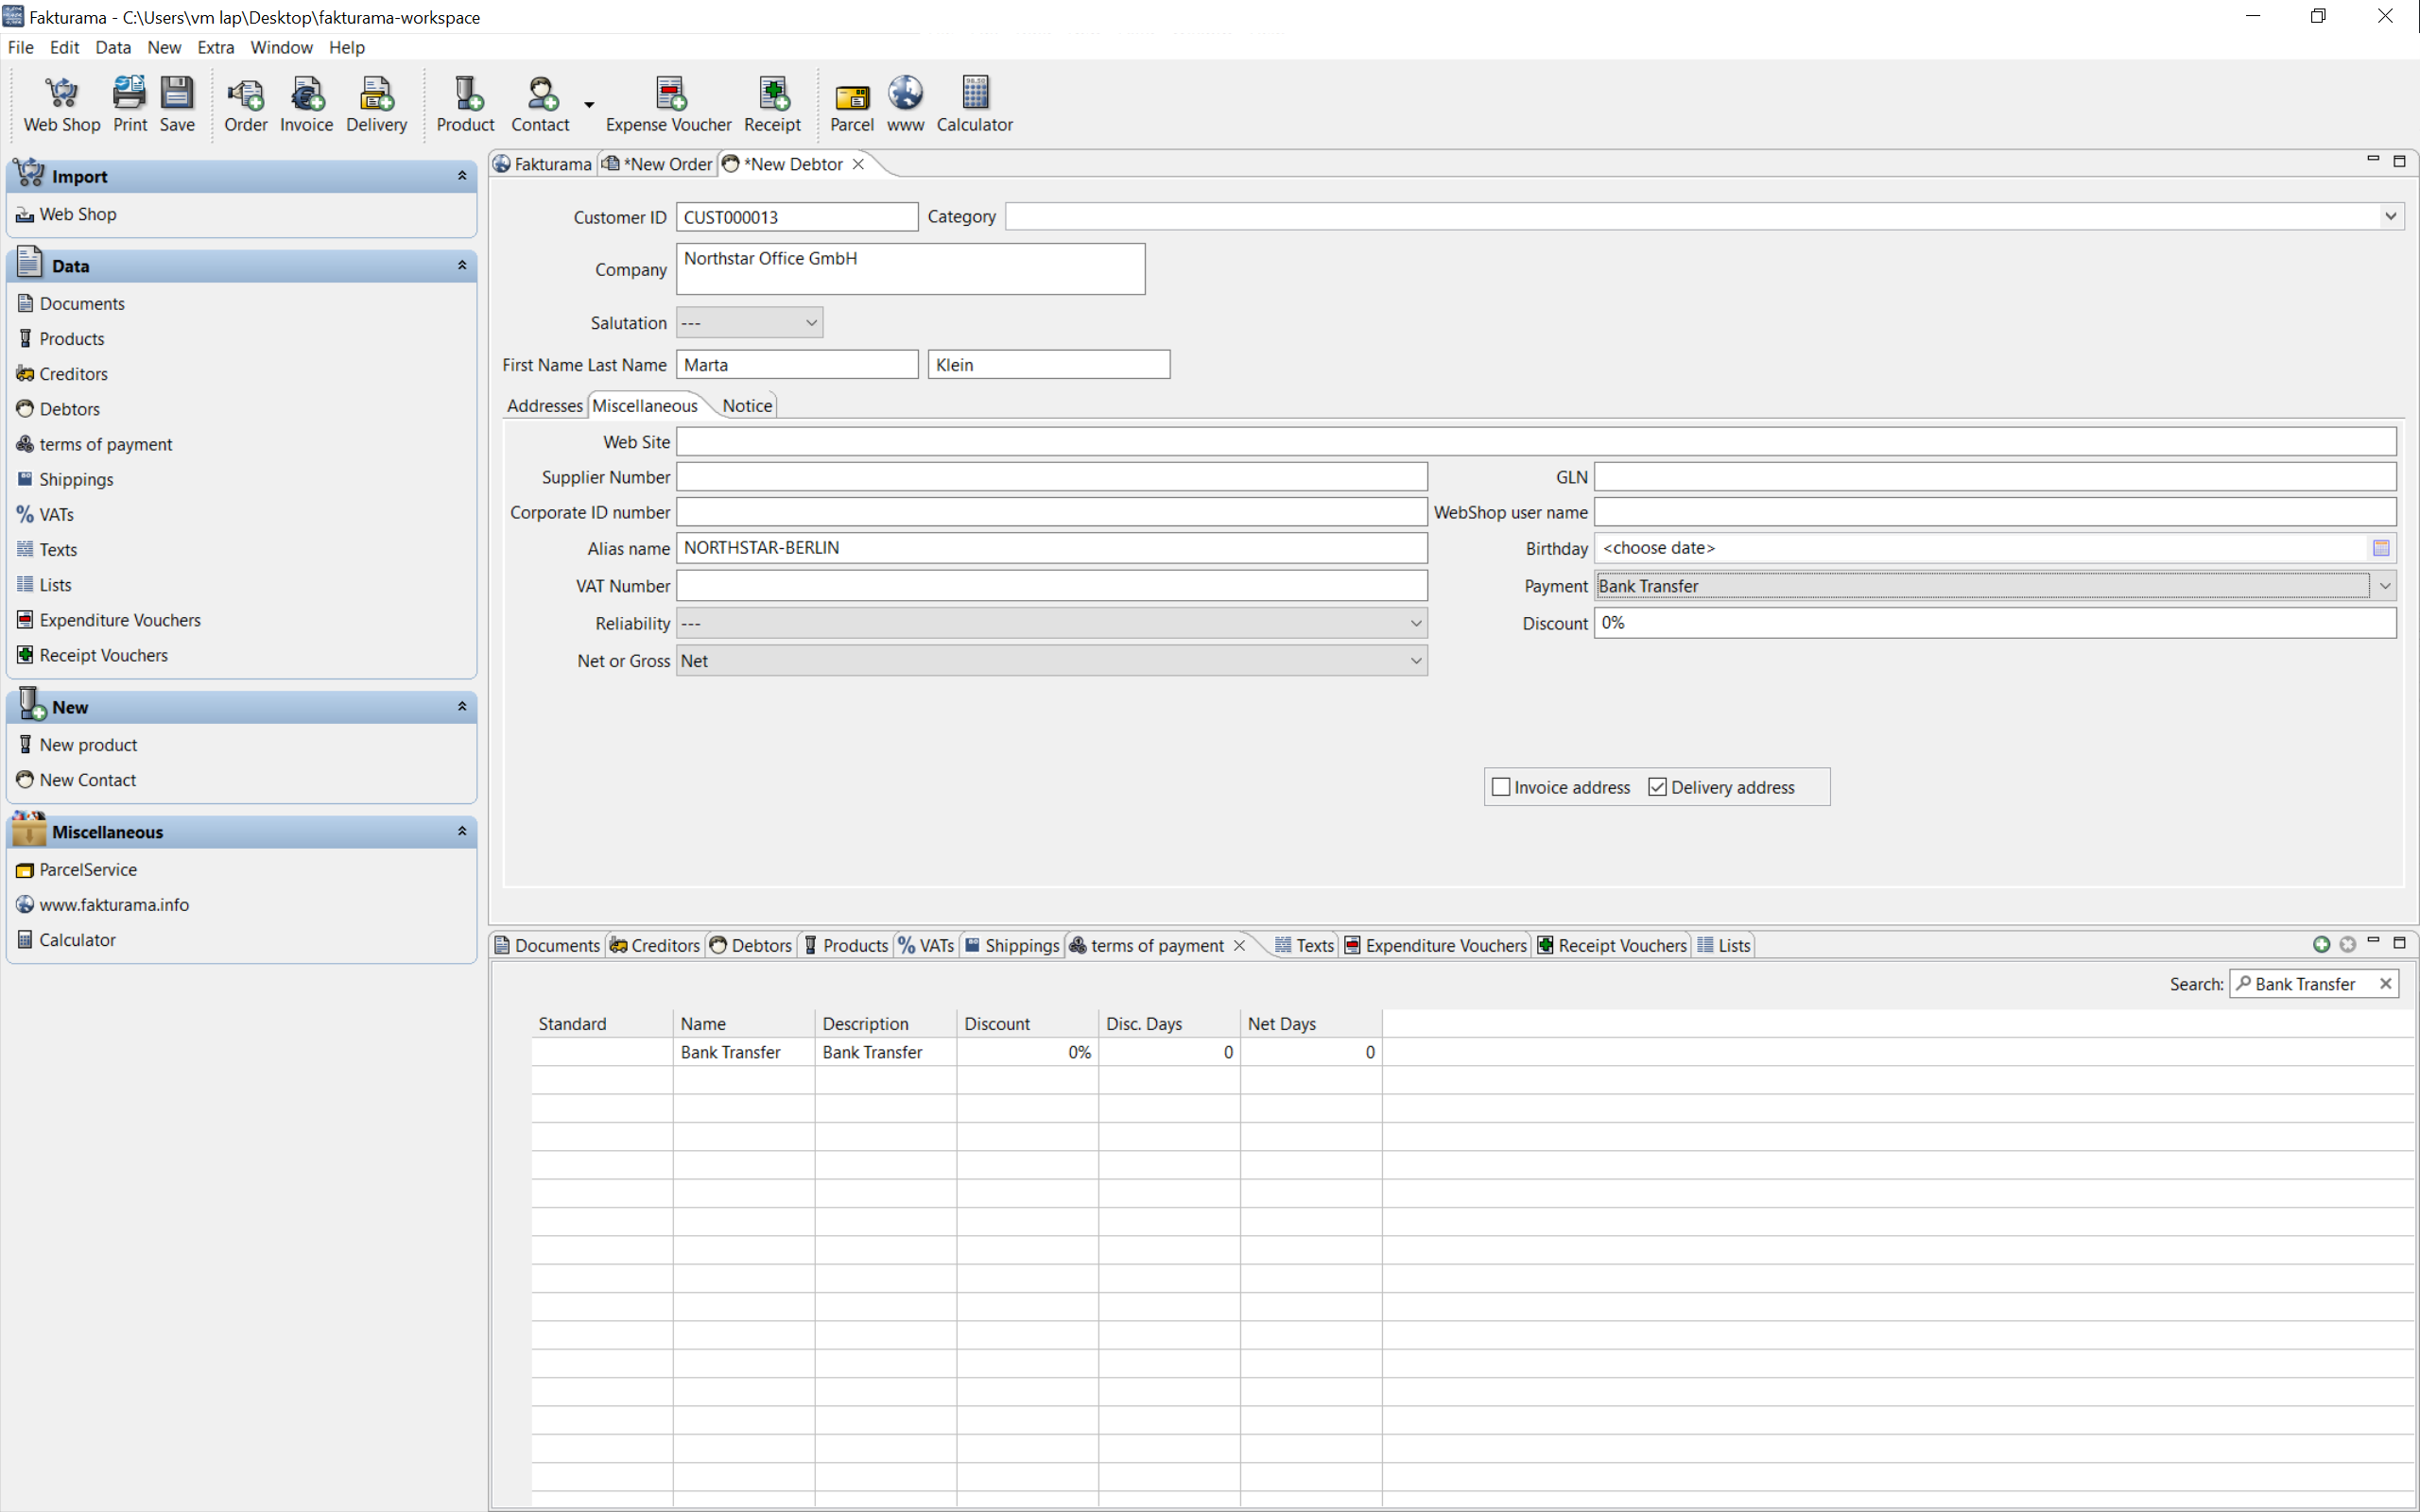 Fakturama - C:\Users\vm lap\Desktop\fakturama-workspace
File Edit Data New Extra Window Help
Web Shop Print Save Order Invoice Delivery Product Contact Expense Voucher Receipt Parcel www Calculator
Import
Web Shop
Data
Documents
Products
Creditors
Debtors
terms of payment
Shippings
VATs
Texts
Lists
Expenditure Vouchers
Receipt Vouchers
New
New product
New Contact
Miscellaneous
ParcelService
www.fakturama.info
Calculator
Fakturama *New Order *New Debtor
Customer ID CUST000013 Category
Company Northstar Office GmbH
Salutation ---
First Name Last Name Marta Klein
Addresses Miscellaneous Notice
Web Site
Supplier Number GLN
Corporate ID number WebShop user name
Alias name NORTHSTAR-BERLIN Birthday <choose date>
VAT Number Payment Bank Transfer
Reliability --- Discount 0%
Net or Gross Net
Invoice address Delivery address
Documents Creditors Debtors Products VATs Shippings terms of payment Texts Expenditure Vouchers Receipt Vouchers Lists
Search: Bank Transfer
Standard Name Description Discount Disc. Days Net Days
Bank Transfer Bank Transfer 0% 0 0